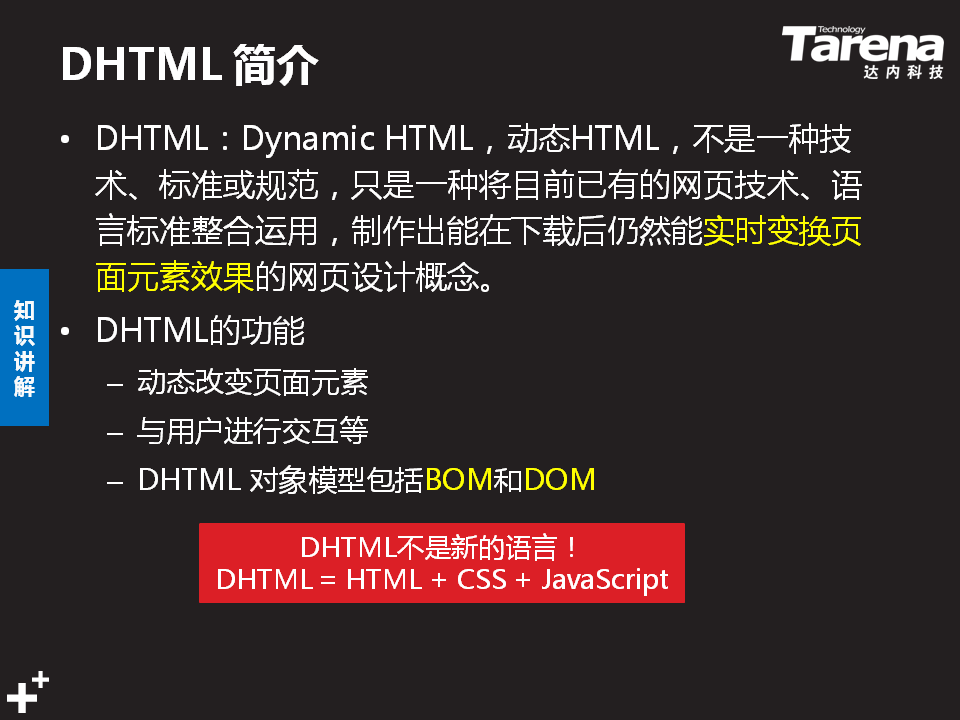 DHTML 简介
Technology
Tarena
达内科技
• DHTML：Dynamic HTML，动态HTML，不是一种技
术、标准或规范，只是一种将目前已有的网页技术、语
言标准整合运用，制作出能在下载后仍然能实时变换页
面元素效果的网页设计概念。
知识讲解
• DHTML的功能
– 动态改变页面元素
– 与用户进行交互等
– DHTML 对象模型包括BOM和DOM
DHTML不是新的语言！
DHTML = HTML + CSS + JavaScript